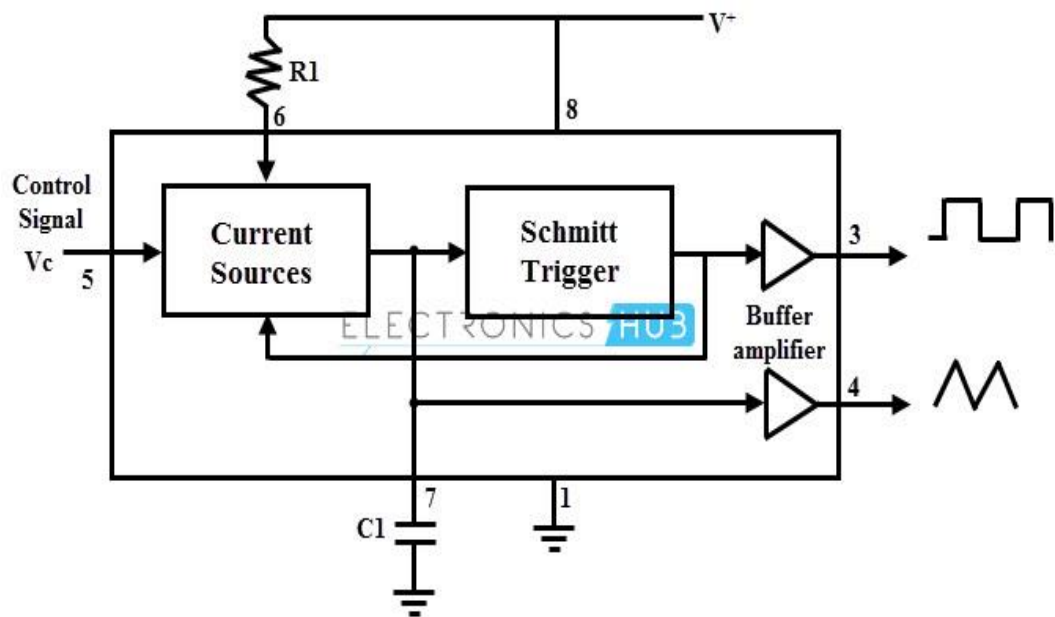 V⁺
R1
6
8
Control
Signal
Vc
5
Current
Sources
Schmitt
Trigger
3
Buffer
amplifier
ELECTRONICS HUB
4
7
1
C1